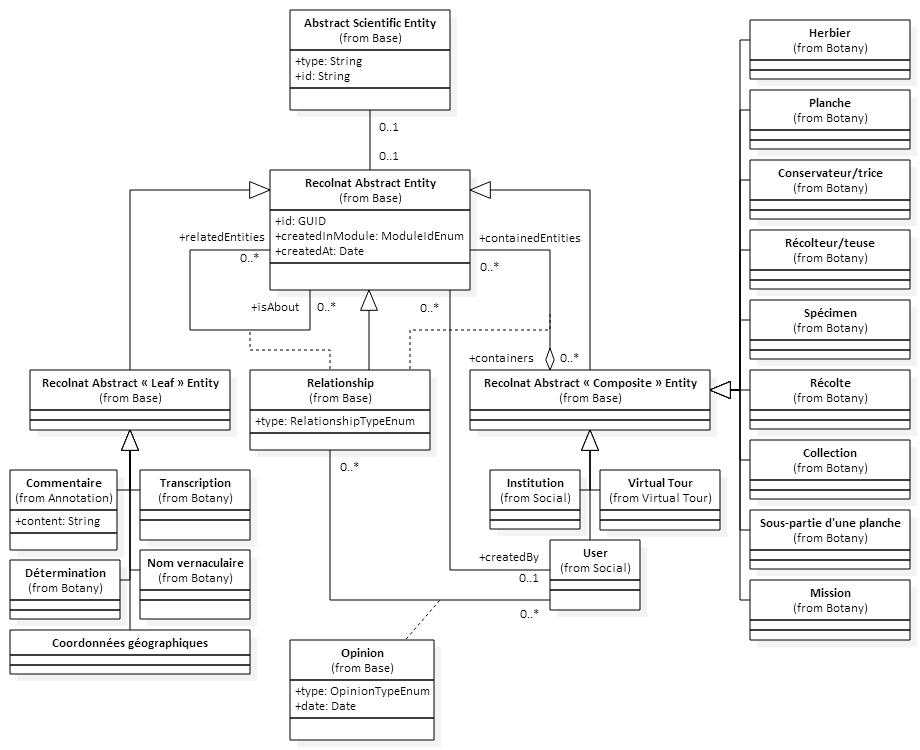 Abstract Scientific Entity
(from Base)
+type: String
+id: String
0..1
0..1
Recolnat Abstract Entity
(from Base)
+id: GUID
+createdInModule: ModuleIdEnum
+createdAt: Date
+relatedEntities
0..*
+containedEntities
0..*
+isAbout
0..*
0..*
+containers
0..*
Recolnat Abstract « Leaf » Entity
(from Base)
Relationship
(from Base)
+type: RelationshipTypeEnum
0..*
Recolnat Abstract « Composite » Entity
(from Base)
Commentaire
(from Annotation)
+content: String
Transcription
(from Botany)
Détermination
(from Botany)
Nom vernaculaire
(from Botany)
Coordonnées géographiques
Institution
(from Social)
Virtual Tour
(from Virtual Tour)
+createdBy
0..1
User
(from Social)
0..*
Opinion
(from Base)
+type: OpinionTypeEnum
+date: Date
Herbier
(from Botany)
Planche
(from Botany)
Conservateur/trice
(from Botany)
Récolteur/teuse
(from Botany)
Spécimen
(from Botany)
Récolte
(from Botany)
Collection
(from Botany)
Sous-partie d'une planche
(from Botany)
Mission
(from Botany)